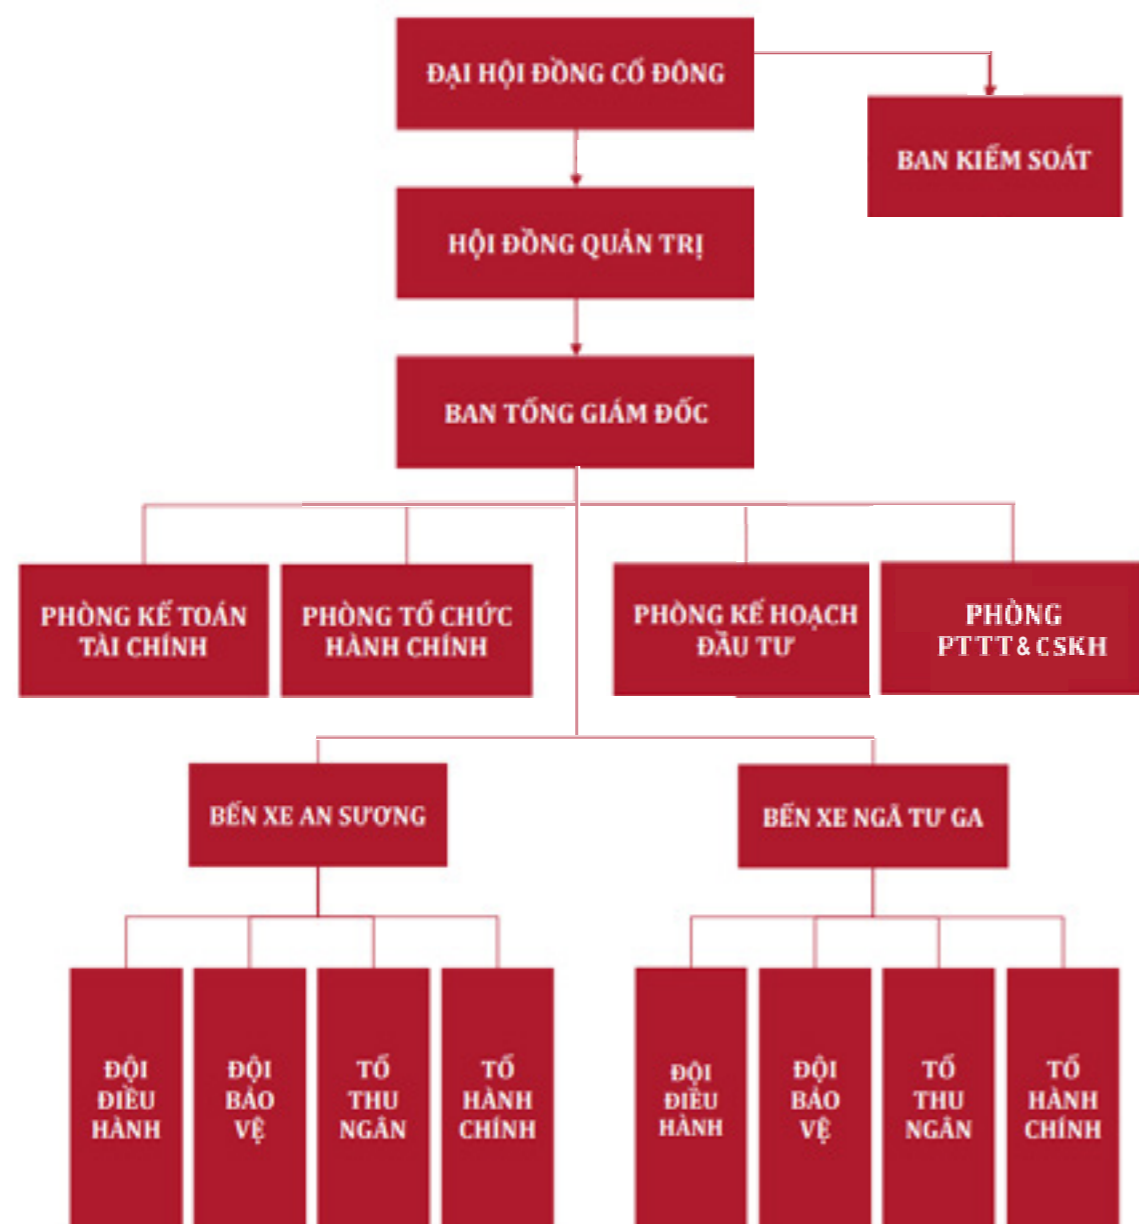 ĐẠI HỘI ĐỒNG CỔ ĐÔNG
BAN KIỂM SOÁT
HỘI ĐỒNG QUẢN TRỊ
BAN TỔNG GIÁM ĐỐC
PHÒNG KẾ TOÁN
TÀI CHÍNH
PHÒNG TỔ CHỨC
HÀNH CHÍNH
PHÒNG KẾ HOẠCH
ĐẦU TƯ
PHÒNG
PTTT&CSKH
BẾN XE AN SƯƠNG
BẾN XE NGÃ TƯ GA
ĐỘI
ĐIỀU
HÀNH
ĐỘI
BẢO
VỆ
TỔ
THU
NGÂN
TỔ
HÀNH
CHÍNH
ĐỘI
ĐIỀU
HÀNH
ĐỘI
BẢO
VỆ
TỔ
THU
NGÂN
TỔ
HÀNH
CHÍNH